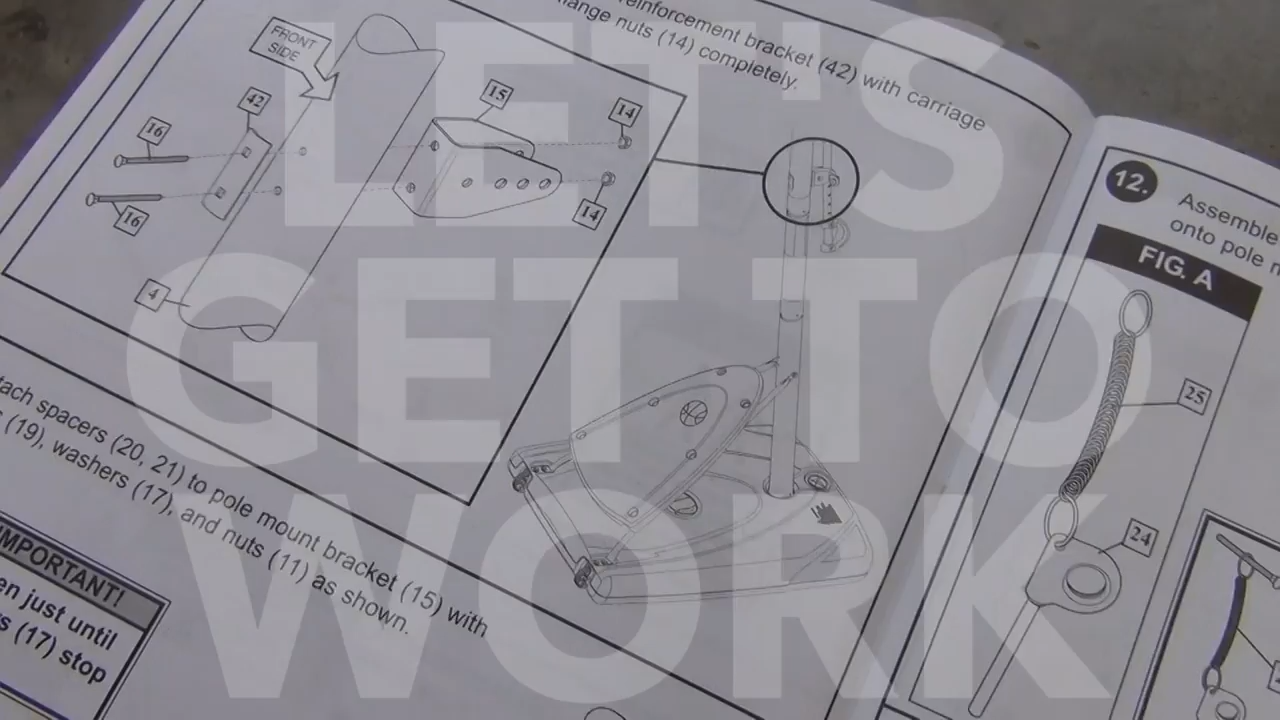 LET'S
GET TO
WORK
reinforcement bracket (42) with carriage
flange nuts (14) completely.
FRONT
SIDE
42
16
16
15
14
14
4
12.
Assemble
onto pole
FIG. A
25
24
tach spacers (20, 21) to pole mount bracket (15) with
(19), washers (17), and nuts (11) as shown.
IMPORTANT!
en just until
(17) stop